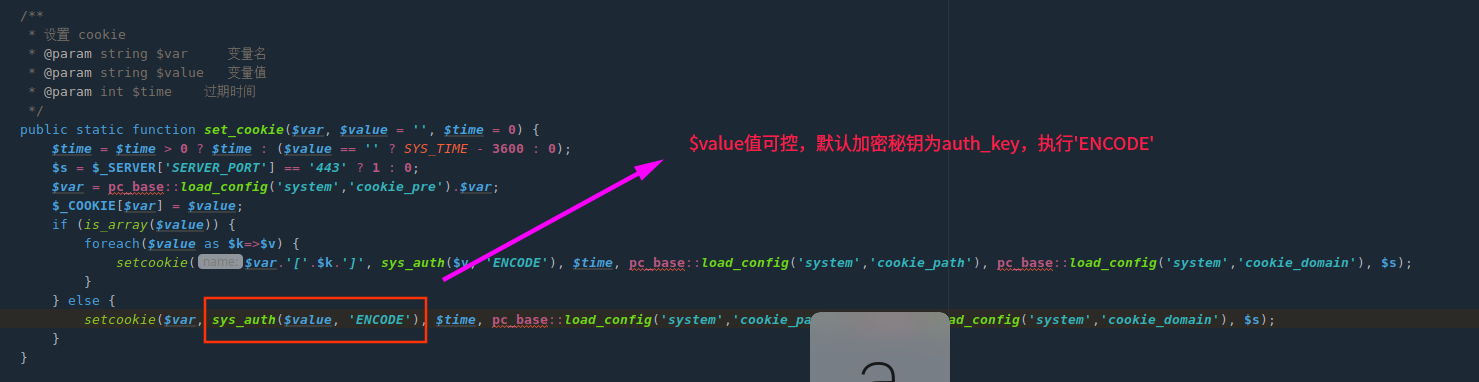 /**
* 设置 cookie
* @param string $var 变量名
* @param string $value 变量值
* @param int $time 过期时间
*/
public static function set_cookie($var, $value = '', $time = 0) {
$time = $time > 0 ? $time : ($value == '' ? SYS_TIME - 3600 : 0);
$s = $_SERVER['SERVER_PORT'] == '443' ? 1 : 0;
$var = pc_base::load_config('system','cookie_pre').$var;
$_COOKIE[$var] = $value;
if (is_array($value)) {
foreach($value as $k=>$v) {
setcookie( name: $var.'['.$k.']', sys_auth($v, 'ENCODE'), $time, pc_base::load_config('system','cookie_path'), pc_base::load_config('system','cookie_domain'), $s);
}
} else {
setcookie($var, sys_auth($value, 'ENCODE'), $time, pc_base::load_config('system','cookie_pa ad_config('system','cookie_domain'), $s);
}
}
$value值可控，默认加密秘钥为auth_key，执行'ENCODE'